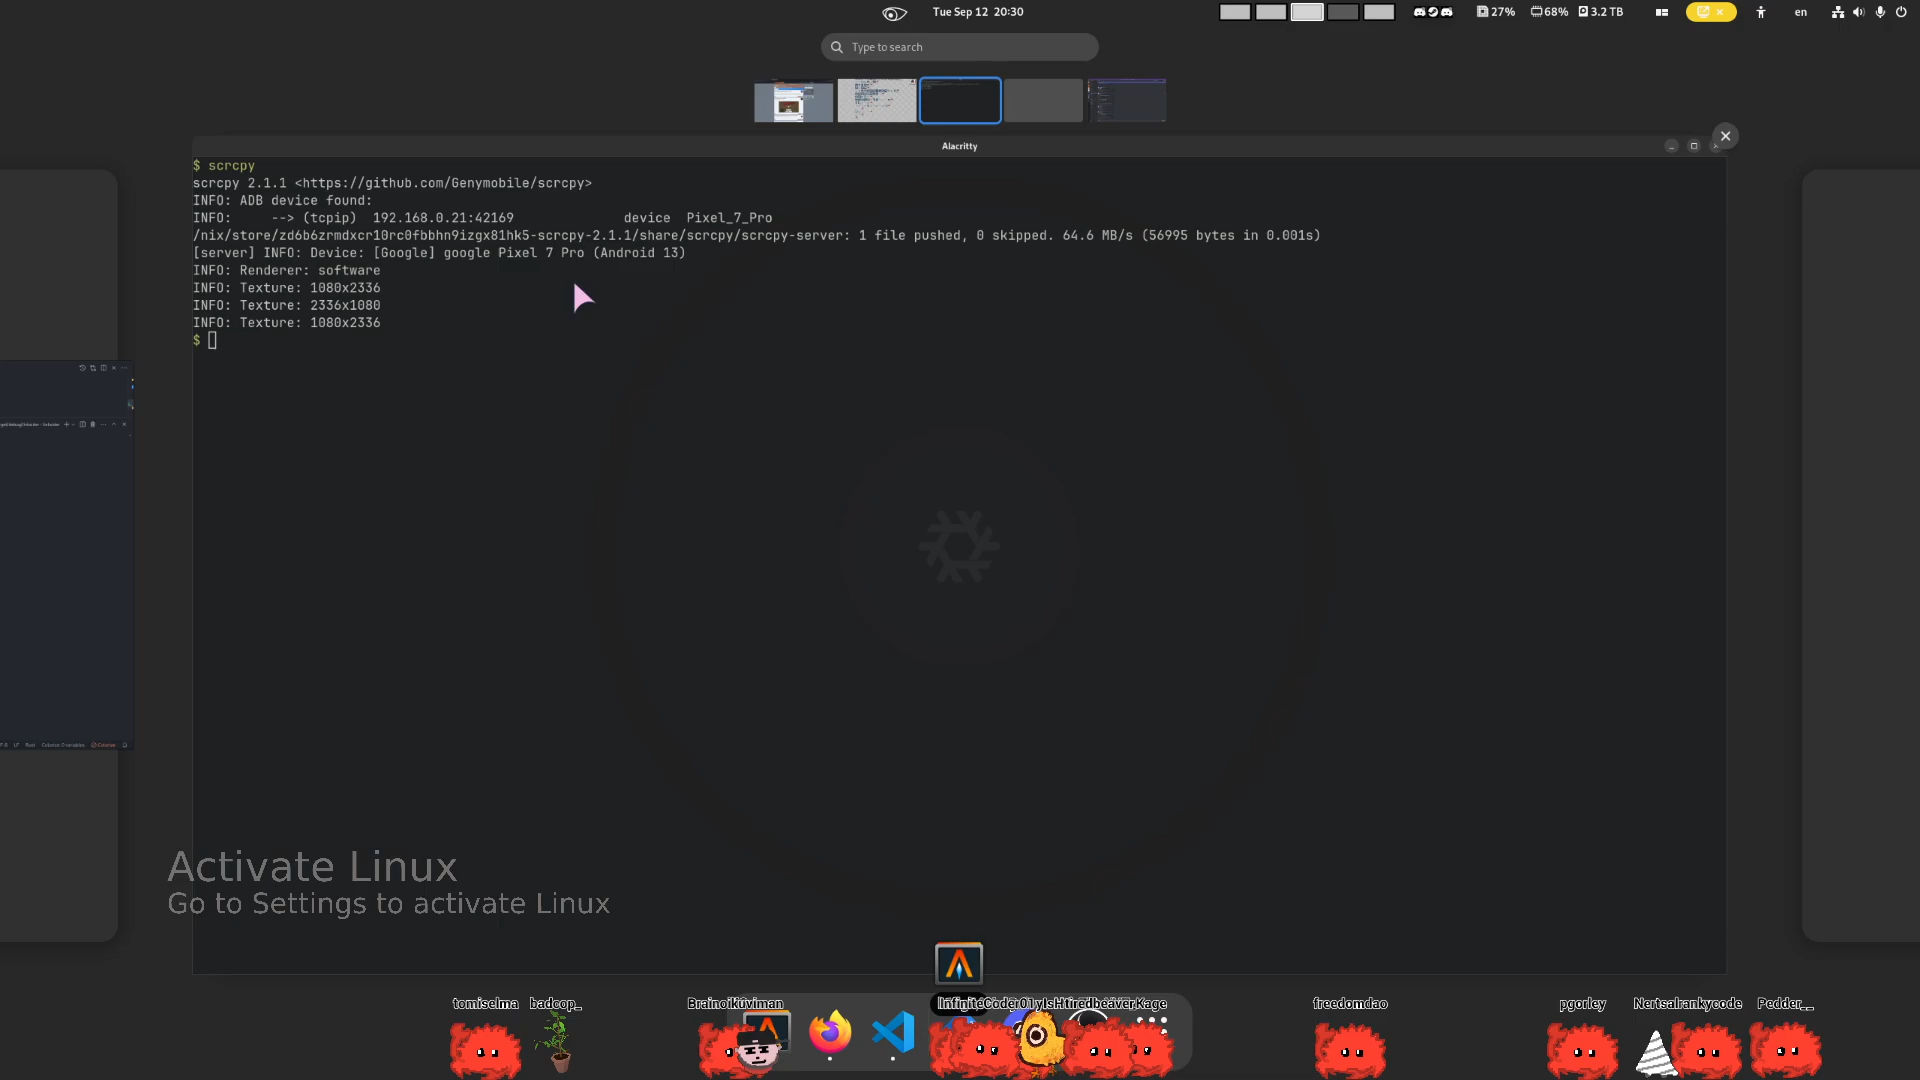 Tue Sep 12 20:30
27%
68%
3.2 TB
en
Type to search
Alacritty
$ scrcpy
scrcpy 2.1.1 <https://github.com/Genymobile/scrcpy>
INFO: ADB device found:
INFO:     --> (tcpip)  192.168.0.21:42169              device  Pixel_7_Pro
/nix/store/zd6b6zrmdxcr10rc0fbbhn9izgx81hk5-scrcpy-2.1.1/share/scrcpy/scrcpy-server: 1 file pushed, 0 skipped. 64.6 MB/s (56995 bytes in 0.001s)
[server] INFO: Device: [Google] google Pixel 7 Pro (Android 13)
INFO: Renderer: software
INFO: Texture: 1080x2336
INFO: Texture: 2336x1080
INFO: Texture: 1080x2336
$
Activate Linux
Go to Settings to activate Linux
tomiselma
badcop_
kuviman
freedomdao
pgorley
Pedder__